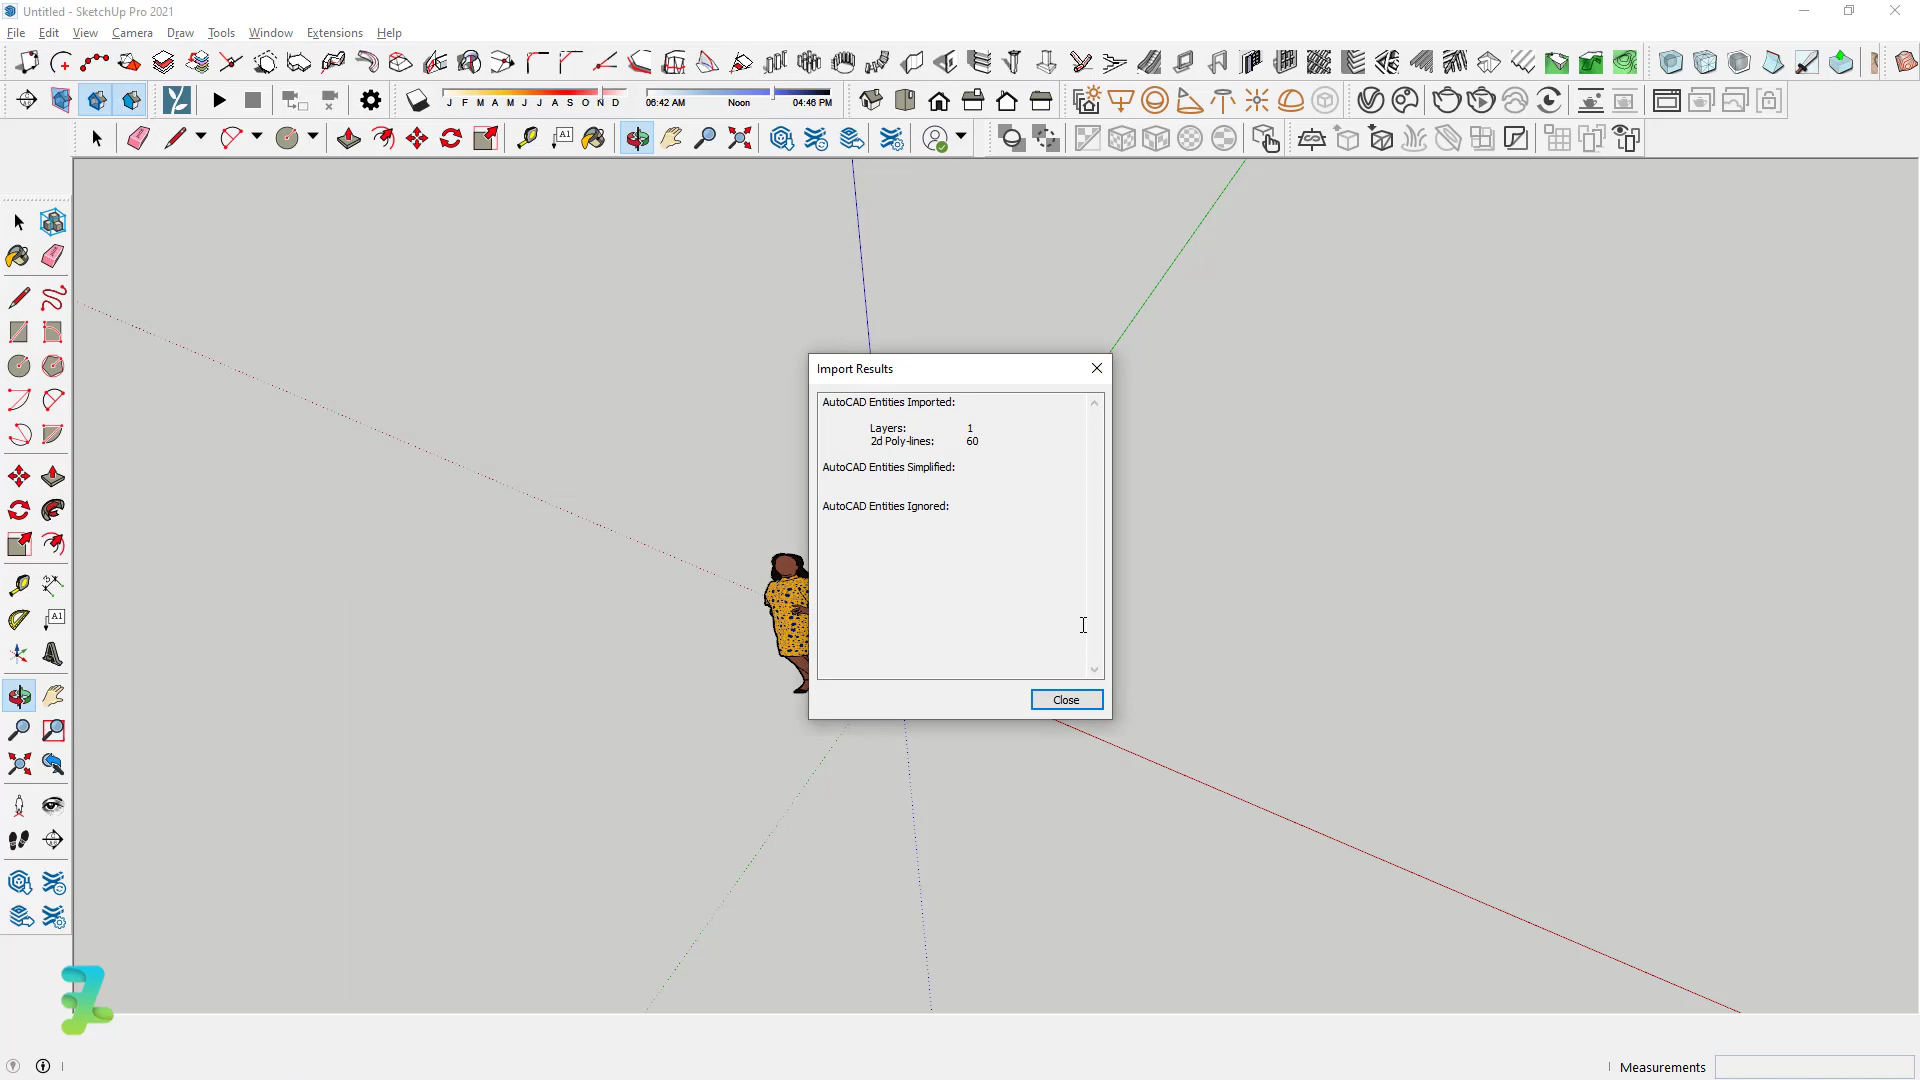 Untitled - SketchUp Pro 2021
File Edit View Camera Draw Tools Window Extensions Help
J F M A M J J A S O N D
06:42 AM Noon 04:46 PM
A1
Import Results
AutoCAD Entities Imported:
Layers: 1
2d Poly-lines: 60
AutoCAD Entities Simplified:
AutoCAD Entities Ignored:
A1
Close
Measurements